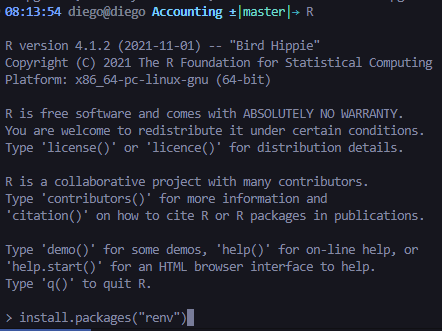 08:13:54 diego@diego Accounting ±|master|→ R

R version 4.1.2 (2021-11-01) -- "Bird Hippie"
Copyright (C) 2021 The R Foundation for Statistical Computing
Platform: x86_64-pc-linux-gnu (64-bit)

R is free software and comes with ABSOLUTELY NO WARRANTY.
You are welcome to redistribute it under certain conditions.
Type 'license()' or 'licence()' for distribution details.

R is a collaborative project with many contributors.
Type 'contributors()' for more information and
'citation()' on how to cite R or R packages in publications.

Type 'demo()' for some demos, 'help()' for on-line help, or
'help.start()' for an HTML browser interface to help.
Type 'q()' to quit R.

> install.packages("renv")